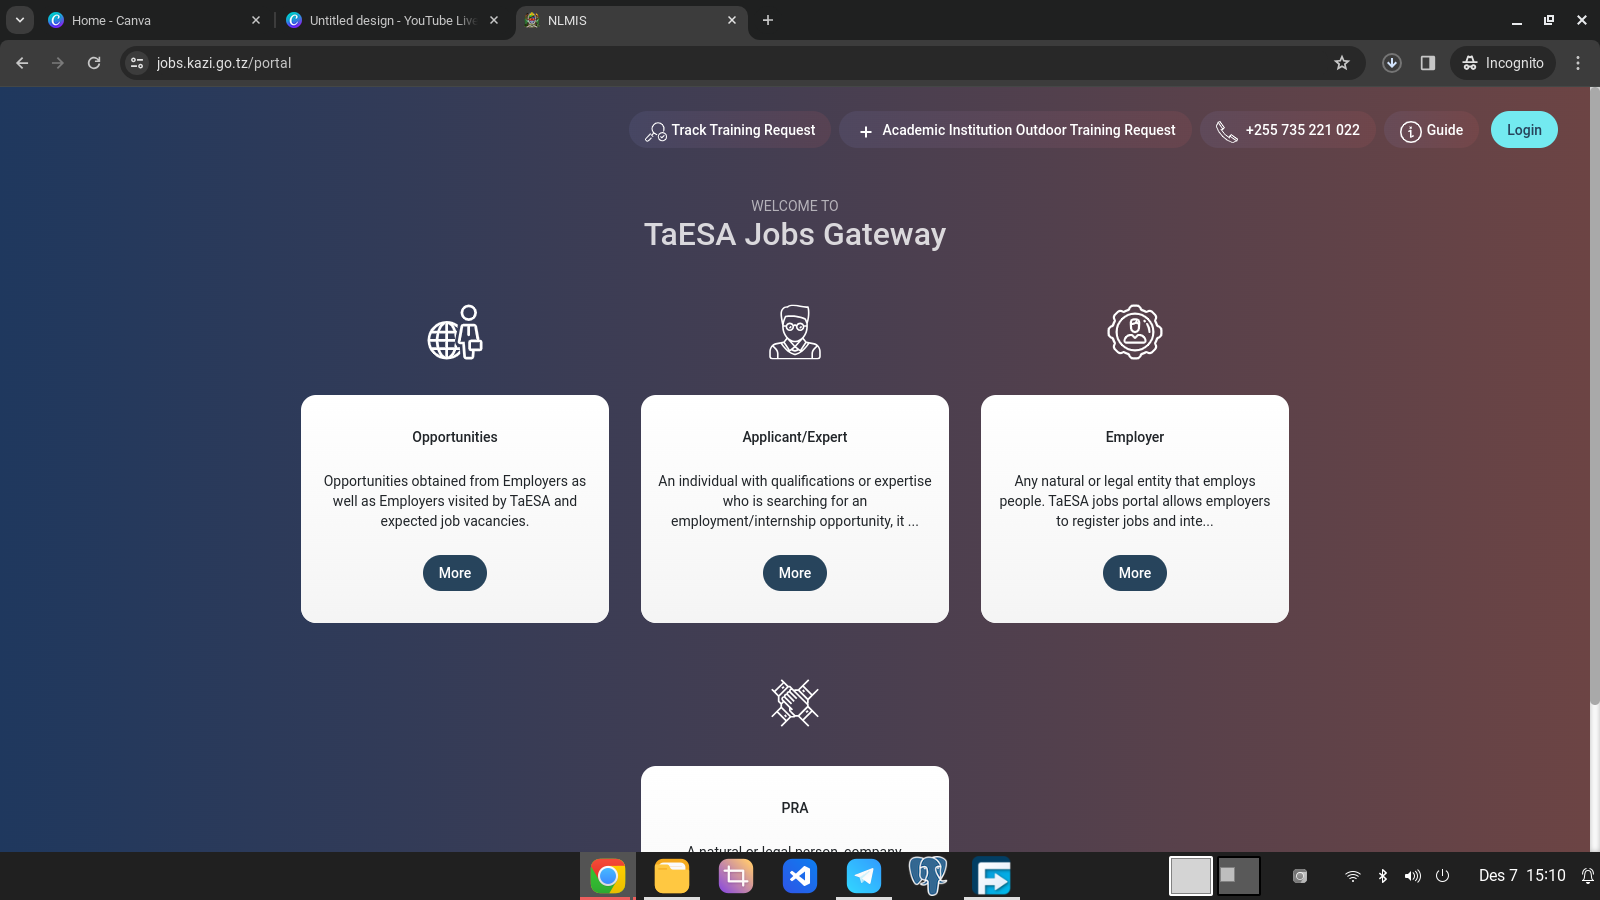 Home - Canva
Untitled design - YouTube Live
NLMIS
jobs.kazi.go.tz/portal
Incognito
Track Training Request
Academic Institution Outdoor Training Request
+255 735 221 022
Guide
Login
WELCOME TO
TaESA Jobs Gateway
Opportunities
Opportunities obtained from Employers as
well as Employers visited by TaESA and
expected job vacancies.
More
Applicant/Expert
An individual with qualifications or expertise
who is searching for an
employment/internship opportunity, it ...
More
Employer
Any natural or legal entity that employs
people. TaESA jobs portal allows employers
to register jobs and inte...
More
PRA
A natural or legal person, company,
Des 7 15:10